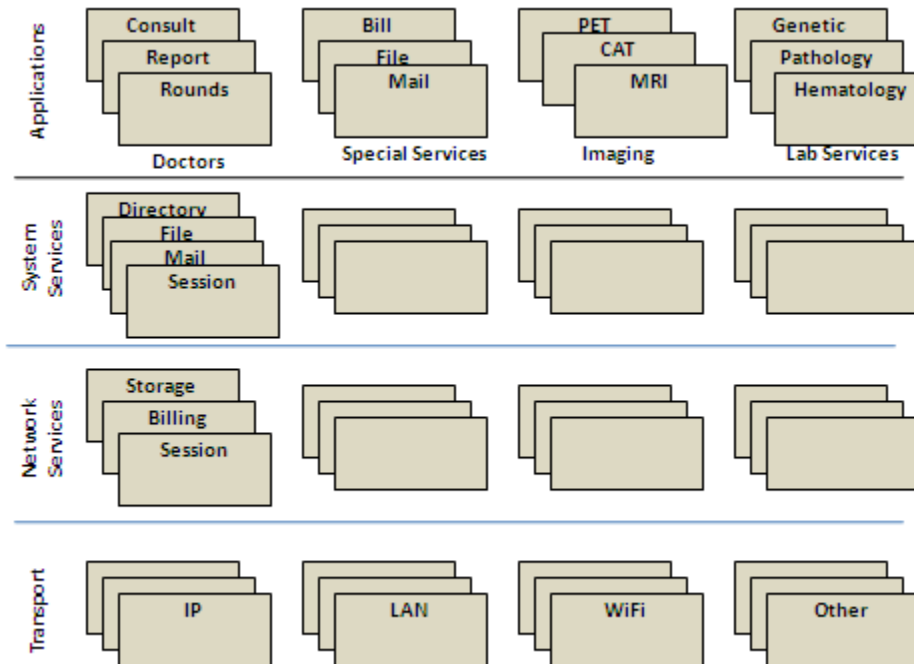 Applications
Consult
Report
Rounds
Doctors
Bill
File
Mail
Special Services
PET
CAT
MRI
Imaging
Genetic
Pathology
Hematology
Lab Services
System
Services
Directory
File
Mail
Session
Network
Services
Storage
Billing
Session
Transport
IP
LAN
WiFi
Other